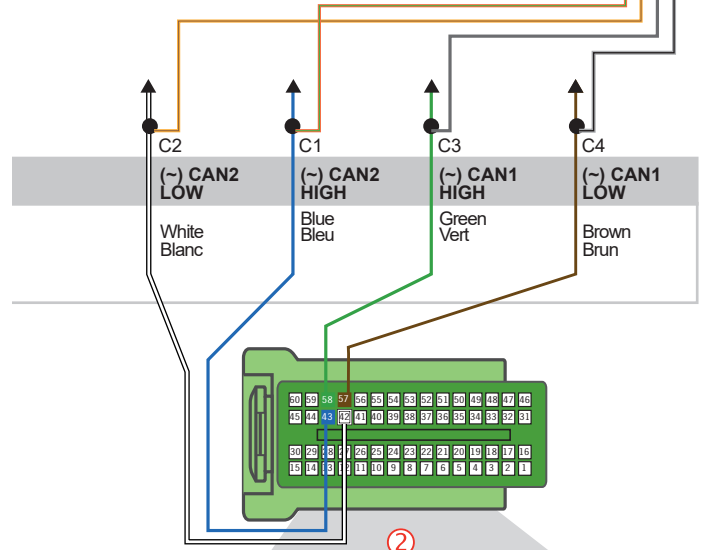 C2 C1 C3 C4
(~) CAN2 (~) CAN2 (~) CAN1 (~) CAN1
LOW HIGH HIGH LOW
White Blue Green Brown
Blanc Bleu Vert Brun
60 59 58 57 56 55 54 53 52 51 50 49 48 47 46
45 44 43 42 41 40 39 38 37 36 35 34 33 32 31
30 29 28 27 26 25 24 23 22 21 20 19 18 17 16
15 14 13 12 11 10 9 8 7 6 5 4 3 2 1
2